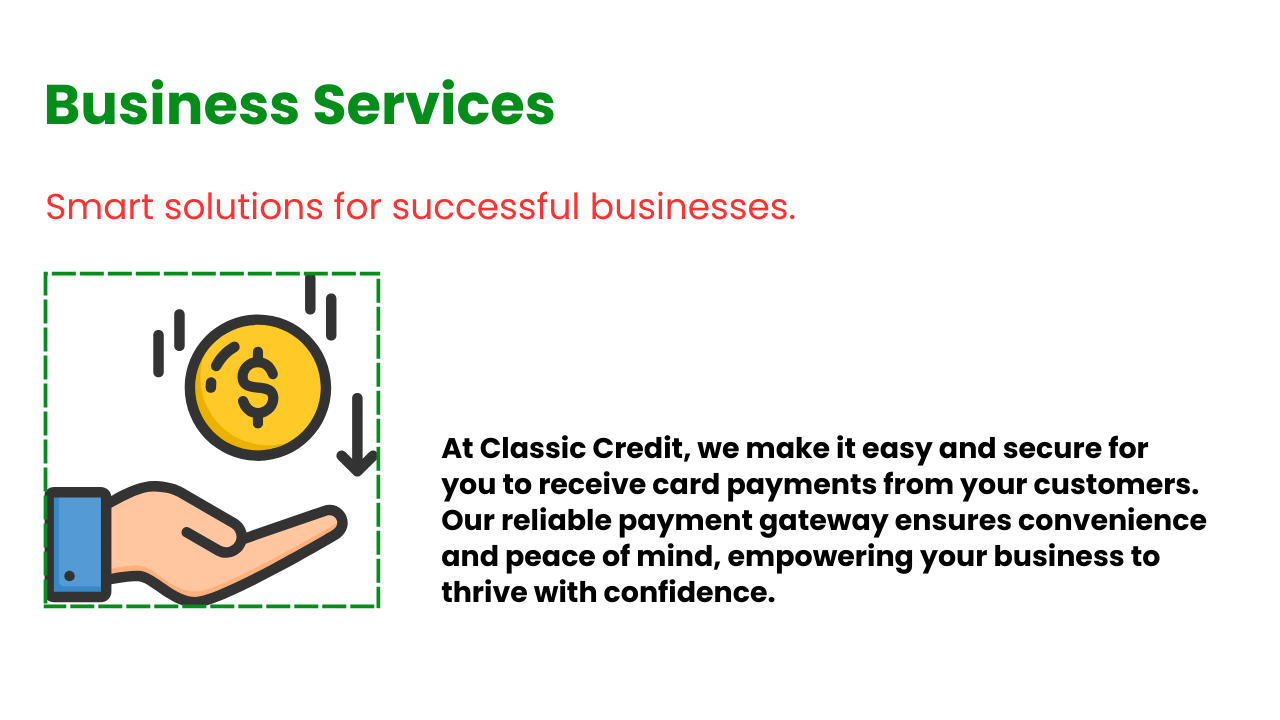 Business Services
Smart solutions for successful businesses.
$
At Classic Credit, we make it easy and secure for
you to receive card payments from your customers.
Our reliable payment gateway ensures convenience
and peace of mind, empowering your business to
thrive with confidence.